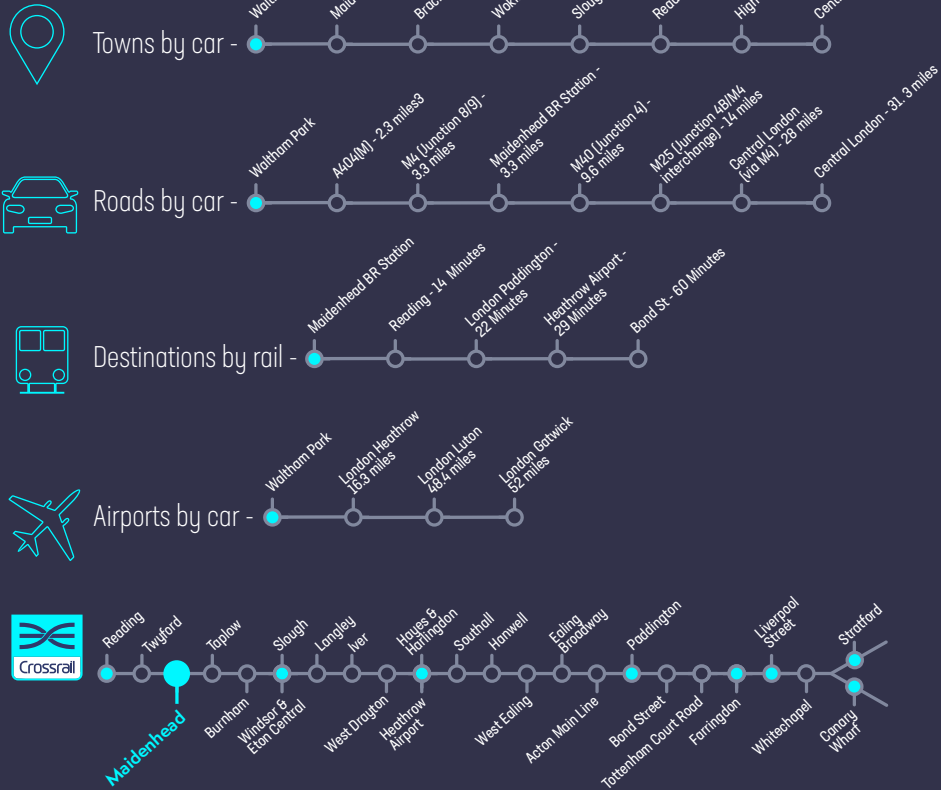 Towns by car -
Waltham Park
A404(M) - 2.3 miles3
M4 (Junction 8/9) -
3.3 miles
Maidenhead BR Station -
3.3 miles
M40 (Junction 4) -
9.6 miles
M25 (Junction 4B/M4
interchange) - 14 miles
Central London
(via M4) - 28 miles
Central London - 31.3 miles
Roads by car -
Maidenhead BR Station
Reading - 14 Minutes
London Paddington -
22 Minutes
Heathrow Airport -
29 Minutes
Bond St - 60 Minutes
Destinations by rail -
Waltham Park
London Heathrow
16.3 miles
London Luton
48.4 miles
London Gatwick
52 miles
Airports by car -
Crossrail
Reading
Twyford
Maidenhead
Taplow
Burnham
Slough
Windsor &
Eton Central
Langley
Iver
West Drayton
Hayes &
Harlington
Heathrow
Airport
Southall
Hanwell
West Ealing
Ealing
Broadway
Acton Main Line
Paddington
Bond Street
Tottenham Court Road
Farringdon
Liverpool
Street
Whitechapel
Stratford
Canary
Wharf